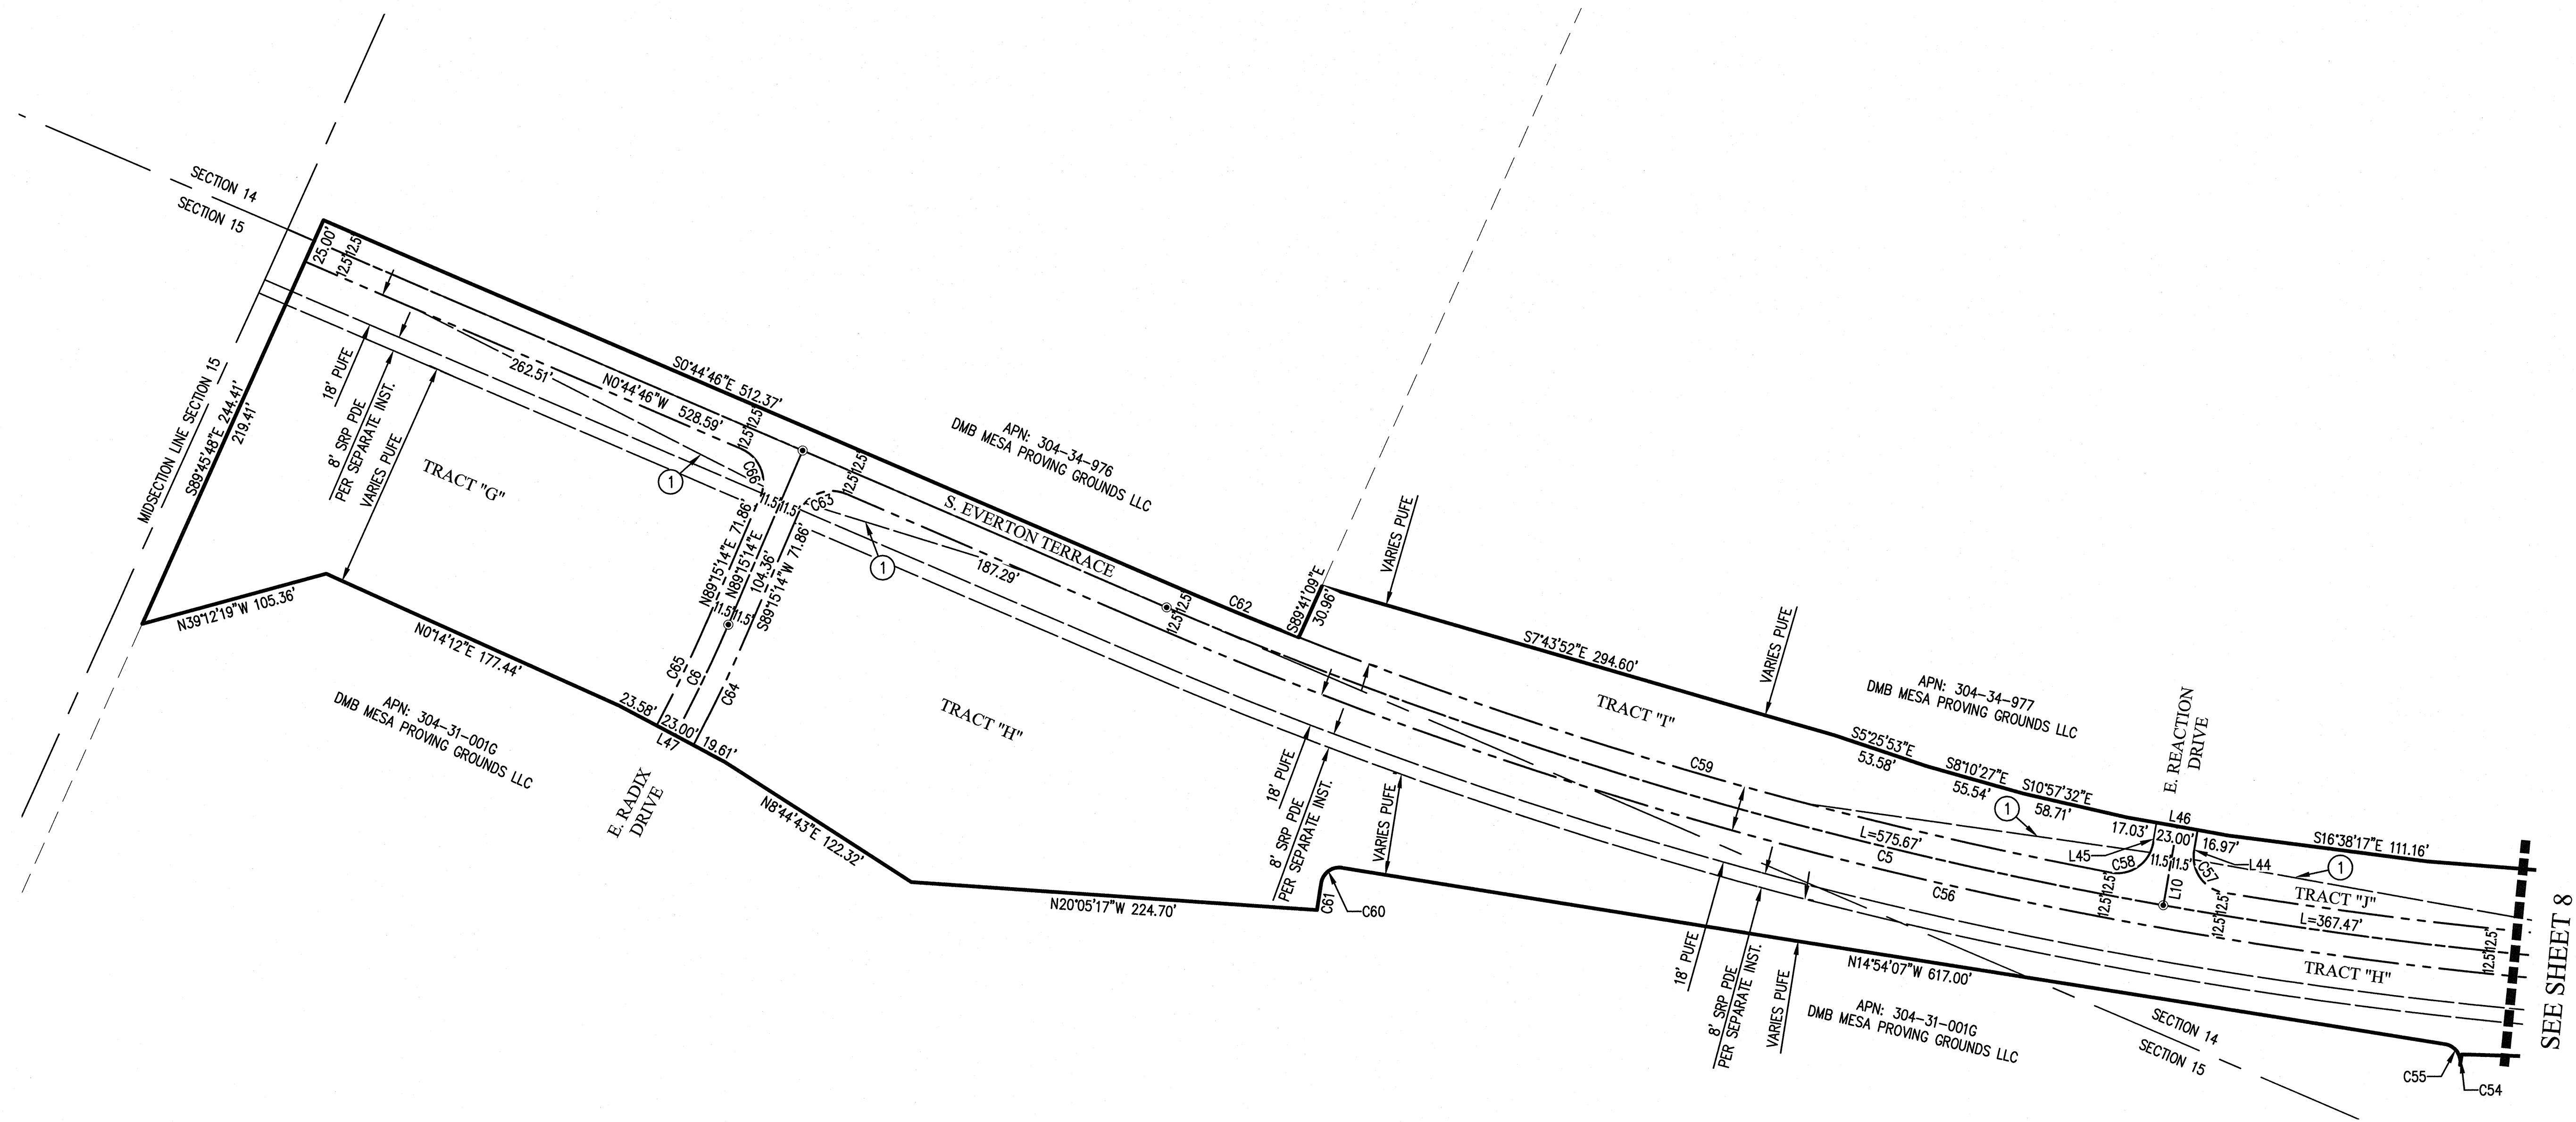 SECTION 14
SECTION 15
25.00'
12.5'
12.5'
MIDSECTION LINE SECTION 15
S89°45'48"E 244.41'
219.41'
18' PUFE
8' SRP PDE
PER SEPARATE INST.
VARIES PUFE
TRACT "G"
262.51'
N0°44'46"W 528.59'
S0°44'46"E 512.37'
12.5'
12.5'
1
C66
11.5'
11.5'
C63
12.5'
12.5'
1
APN: 304-34-976
DMB MESA PROVING GROUNDS LLC
S. EVERTON TERRACE
187.29'
12.5'
12.5'
C62
N89°15'14"E 71.86'
N89°15'14"E
104.36'
S89°15'14"W 71.86'
11.5'
11.5'
C65
C6
C64
N39°12'19"W 105.36'
N0°14'12"E 177.44'
APN: 304-31-001G
DMB MESA PROVING GROUNDS LLC
23.58'
23.00'
L47
19.61'
E. RADIX
DRIVE
N8°44'43"E 122.32'
TRACT "H"
N20°05'17"W 224.70'
C61
C60
S89°41'09"E
30.96'
VARIES PUFE
S7°43'52"E 294.60'
VARIES PUFE
TRACT "I"
APN: 304-34-977
DMB MESA PROVING GROUNDS LLC
18' PUFE
8' SRP PDE
PER SEPARATE INST.
VARIES PUFE
C59
S5°25'53"E
53.58'
S8°10'27"E
55.54'
S10°57'32"E
58.71'
1
E. REACTION
DRIVE
L46
17.03'
23.00'
16.97'
S16°38'17"E 111.16'
L45
C58
11.5'
11.5'
L44
C57
1
L=575.67'
C5
C56
12.5'
12.5'
L10
12.5'
12.5'
TRACT "J"
L=367.47'
12.5'
12.5'
TRACT "H"
18' PUFE
8' SRP PDE
PER SEPARATE INST.
VARIES PUFE
N14°54'07"W 617.00'
APN: 304-31-001G
DMB MESA PROVING GROUNDS LLC
SECTION 14
SECTION 15
C55
C54
SEE SHEET 8